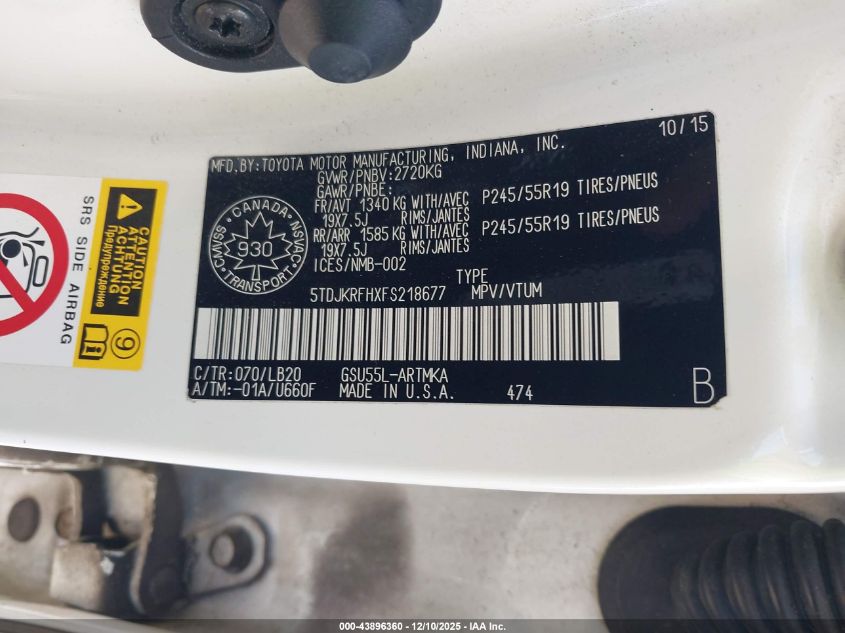 10/15
MFD.BY:TOYOTA MOTOR MANUFACTURING, INDIANA, INC.
GVWR/PNBV:2720KG
GAWR/PNBE:
FR/AVT 1340 KG WITH/AVEC P245/55R19 TIRES/PNEUS
19X7.5J RIMS/JANTES
RR/ARR 1585 KG WITH/AVEC P245/55R19 TIRES/PNEUS
19X7.5J RIMS/JANTES
ICES/NMB-002
CANADA
CMVSS NSVAC
930
TRANSPORT
TYPE
5TDJKRFHXFS218677 MPV/VTUM
C/TR:070/LB20 GSU55L-ARTMKA
A/TM:-01A/U660F MADE IN U.S.A. 474 B
SRS SIDE AIRBAG
CAUTION
ATTENTION
ACHTUNG
Предупреждение
9
000-43896360 - 12/10/2025 - IAA Inc.